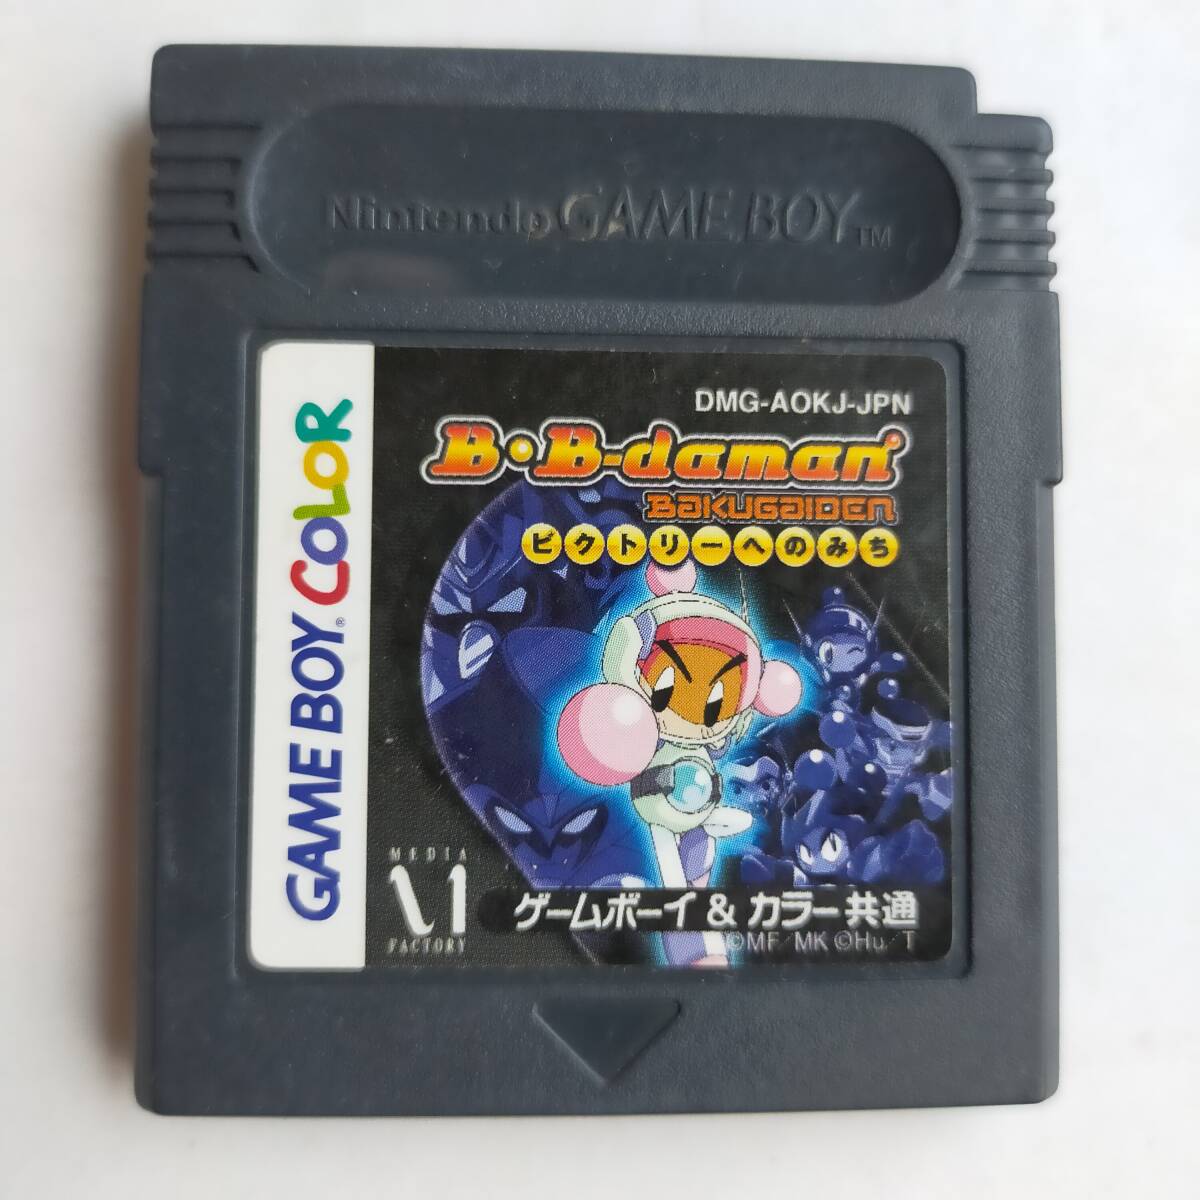 Nintendo GAME BOY TM
GAME BOY® COLOR
DMG-AOKJ-JPN
B・B-daman
BAKUGAIDEN
ビクトリーへのみち
MEDIA
FACTORY
ゲームボーイ & カラー共通
©MF/MK ©Hu/T